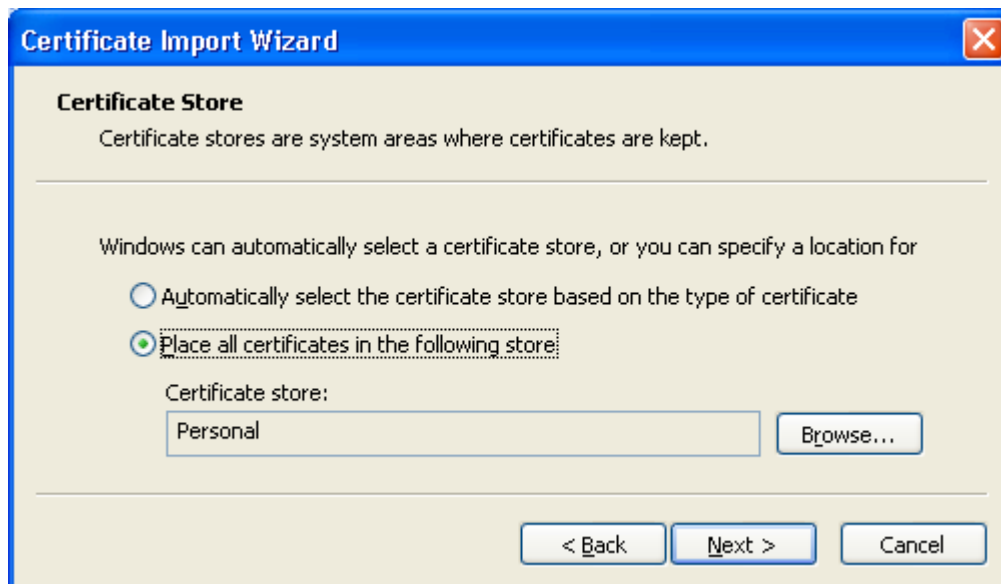 Certificate Import Wizard
Certificate Store
Certificate stores are system areas where certificates are kept.
Windows can automatically select a certificate store, or you can specify a location for
Automatically select the certificate store based on the type of certificate
Place all certificates in the following store
Certificate store:
Personal
Browse...
< Back
Next >
Cancel